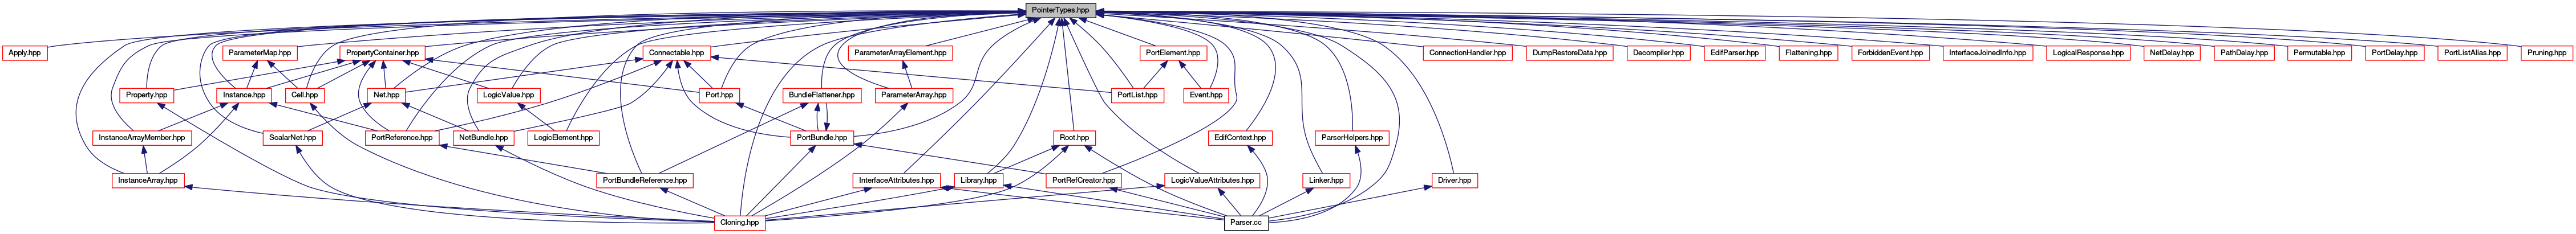 PointerTypes.hpp
Apply.hpp
ParameterMap.hpp
PropertyContainer.hpp
Connectable.hpp
ParameterArrayElement.hpp
PortElement.hpp
ConnectionHandler.hpp
DumpRestoreData.hpp
Decompiler.hpp
EdifParser.hpp
Flattening.hpp
ForbiddenEvent.hpp
InterfaceJoinedInfo.hpp
LogicalResponse.hpp
NetDelay.hpp
PathDelay.hpp
Permutable.hpp
PortDelay.hpp
PortListAlias.hpp
Pruning.hpp
Property.hpp
Instance.hpp
Cell.hpp
Net.hpp
LogicValue.hpp
Port.hpp
BundleFlattener.hpp
ParameterArray.hpp
PortList.hpp
Event.hpp
InstanceArrayMember.hpp
ScalarNet.hpp
PortReference.hpp
NetBundle.hpp
LogicElement.hpp
PortBundle.hpp
Root.hpp
EdifContext.hpp
ParserHelpers.hpp
InstanceArray.hpp
PortBundleReference.hpp
InterfaceAttributes.hpp
Library.hpp
PortRefCreator.hpp
LogicValueAttributes.hpp
Linker.hpp
Driver.hpp
Cloning.hpp
Parser.cc